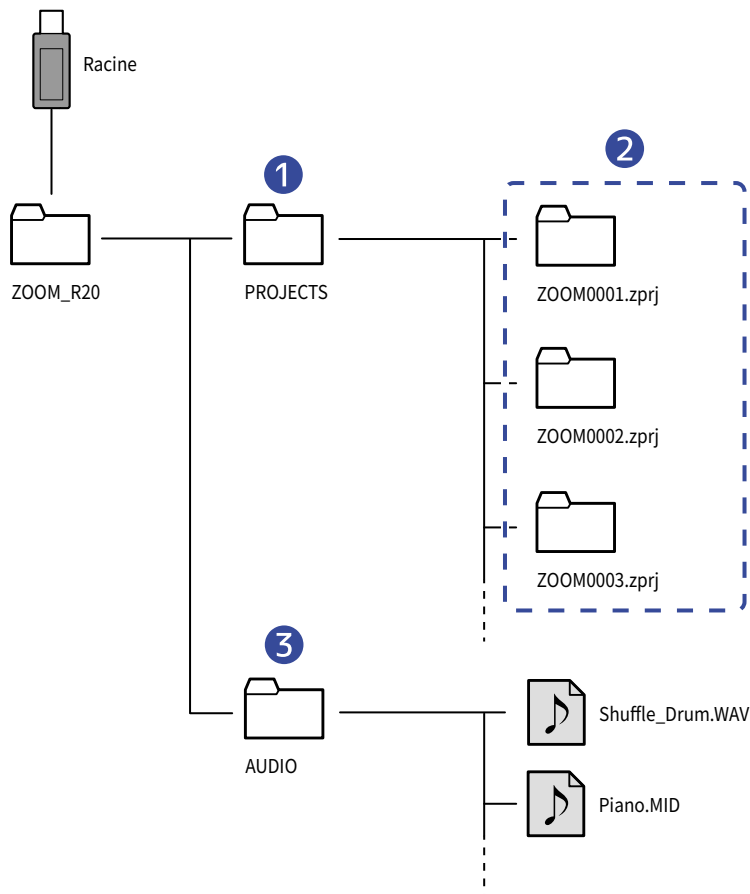 Racine
2
1
ZOOM_R20
PROJECTS
ZOOM0001.zprj
ZOOM0002.zprj
ZOOM0003.zprj
3
AUDIO
Shuffle_Drum.WAV
Piano.MID